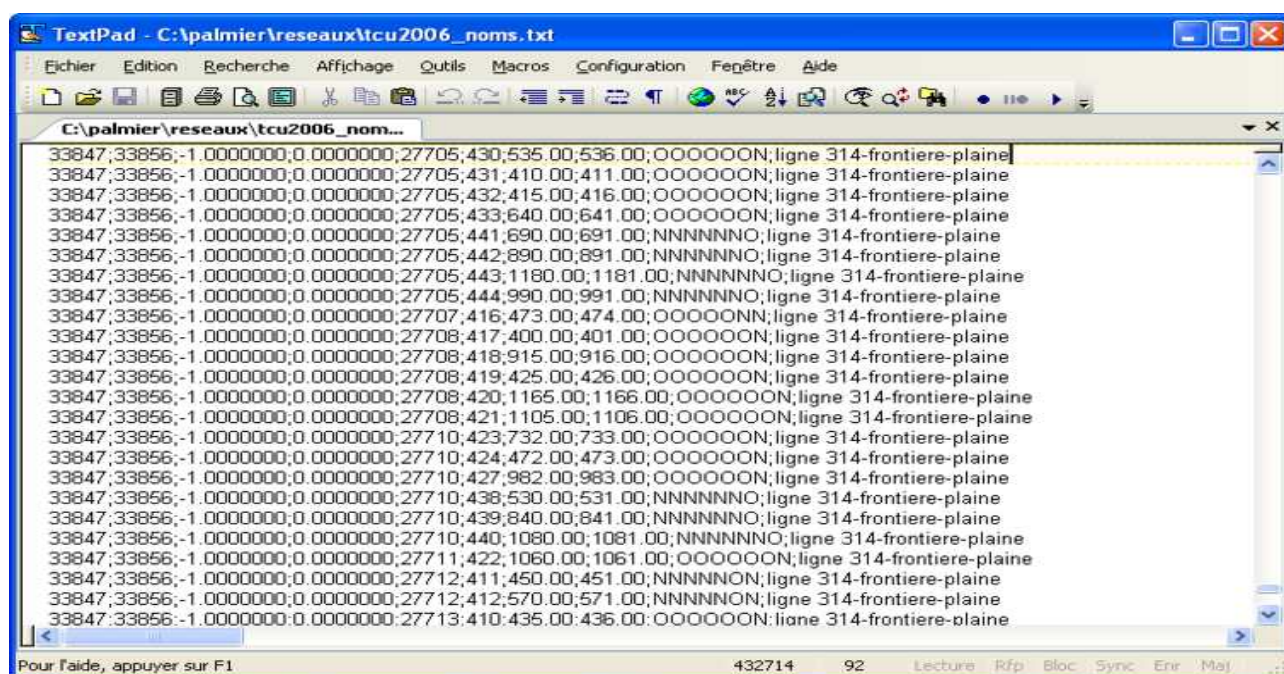 TextPad - C:\palmier\reseaux\tcu2006_noms.txt
Fichier Edition Recherche Affichage Outils Macros Configuration Fenêtre Aide
C:\palmier\reseaux\tcu2006_nom...
33847;33856;-1.0000000;0.0000000;27705;430;535.00;536.00;OOOOOON;ligne 314-frontiere-plaine
33847;33856;-1.0000000;0.0000000;27705;431;410.00;411.00;OOOOOON;ligne 314-frontiere-plaine
33847;33856;-1.0000000;0.0000000;27705;432;415.00;416.00;OOOOOON;ligne 314-frontiere-plaine
33847;33856;-1.0000000;0.0000000;27705;433;640.00;641.00;OOOOOON;ligne 314-frontiere-plaine
33847;33856;-1.0000000;0.0000000;27705;441;690.00;691.00;NNNNNNO;ligne 314-frontiere-plaine
33847;33856;-1.0000000;0.0000000;27705;442;890.00;891.00;NNNNNNO;ligne 314-frontiere-plaine
33847;33856;-1.0000000;0.0000000;27705;443;1180.00;1181.00;NNNNNNO;ligne 314-frontiere-plaine
33847;33856;-1.0000000;0.0000000;27705;444;990.00;991.00;NNNNNNO;ligne 314-frontiere-plaine
33847;33856;-1.0000000;0.0000000;27707;416;473.00;474.00;OOOOONN;ligne 314-frontiere-plaine
33847;33856;-1.0000000;0.0000000;27708;417;400.00;401.00;OOOOOON;ligne 314-frontiere-plaine
33847;33856;-1.0000000;0.0000000;27708;418;915.00;916.00;OOOOOON;ligne 314-frontiere-plaine
33847;33856;-1.0000000;0.0000000;27708;419;425.00;426.00;OOOOOON;ligne 314-frontiere-plaine
33847;33856;-1.0000000;0.0000000;27708;420;1165.00;1166.00;OOOOOON;ligne 314-frontiere-plaine
33847;33856;-1.0000000;0.0000000;27708;421;1105.00;1106.00;OOOOOON;ligne 314-frontiere-plaine
33847;33856;-1.0000000;0.0000000;27710;423;732.00;733.00;OOOOOON;ligne 314-frontiere-plaine
33847;33856;-1.0000000;0.0000000;27710;424;472.00;473.00;OOOOOON;ligne 314-frontiere-plaine
33847;33856;-1.0000000;0.0000000;27710;427;982.00;983.00;OOOOOON;ligne 314-frontiere-plaine
33847;33856;-1.0000000;0.0000000;27710;438;530.00;531.00;NNNNNNO;ligne 314-frontiere-plaine
33847;33856;-1.0000000;0.0000000;27710;439;840.00;841.00;NNNNNNO;ligne 314-frontiere-plaine
33847;33856;-1.0000000;0.0000000;27710;440;1080.00;1081.00;NNNNNNO;ligne 314-frontiere-plaine
33847;33856;-1.0000000;0.0000000;27711;422;1060.00;1061.00;OOOOOON;ligne 314-frontiere-plaine
33847;33856;-1.0000000;0.0000000;27712;411;450.00;451.00;NNNNNON;ligne 314-frontiere-plaine
33847;33856;-1.0000000;0.0000000;27712;412;570.00;571.00;NNNNNON;ligne 314-frontiere-plaine
33847;33856;-1.0000000;0.0000000;27713;410;435.00;436.00;OOOOOON;ligne 314-frontiere-plaine
Pour l'aide, appuyer sur F1 432714 92 Lecture Rfp Bloc Sync Enr Maj